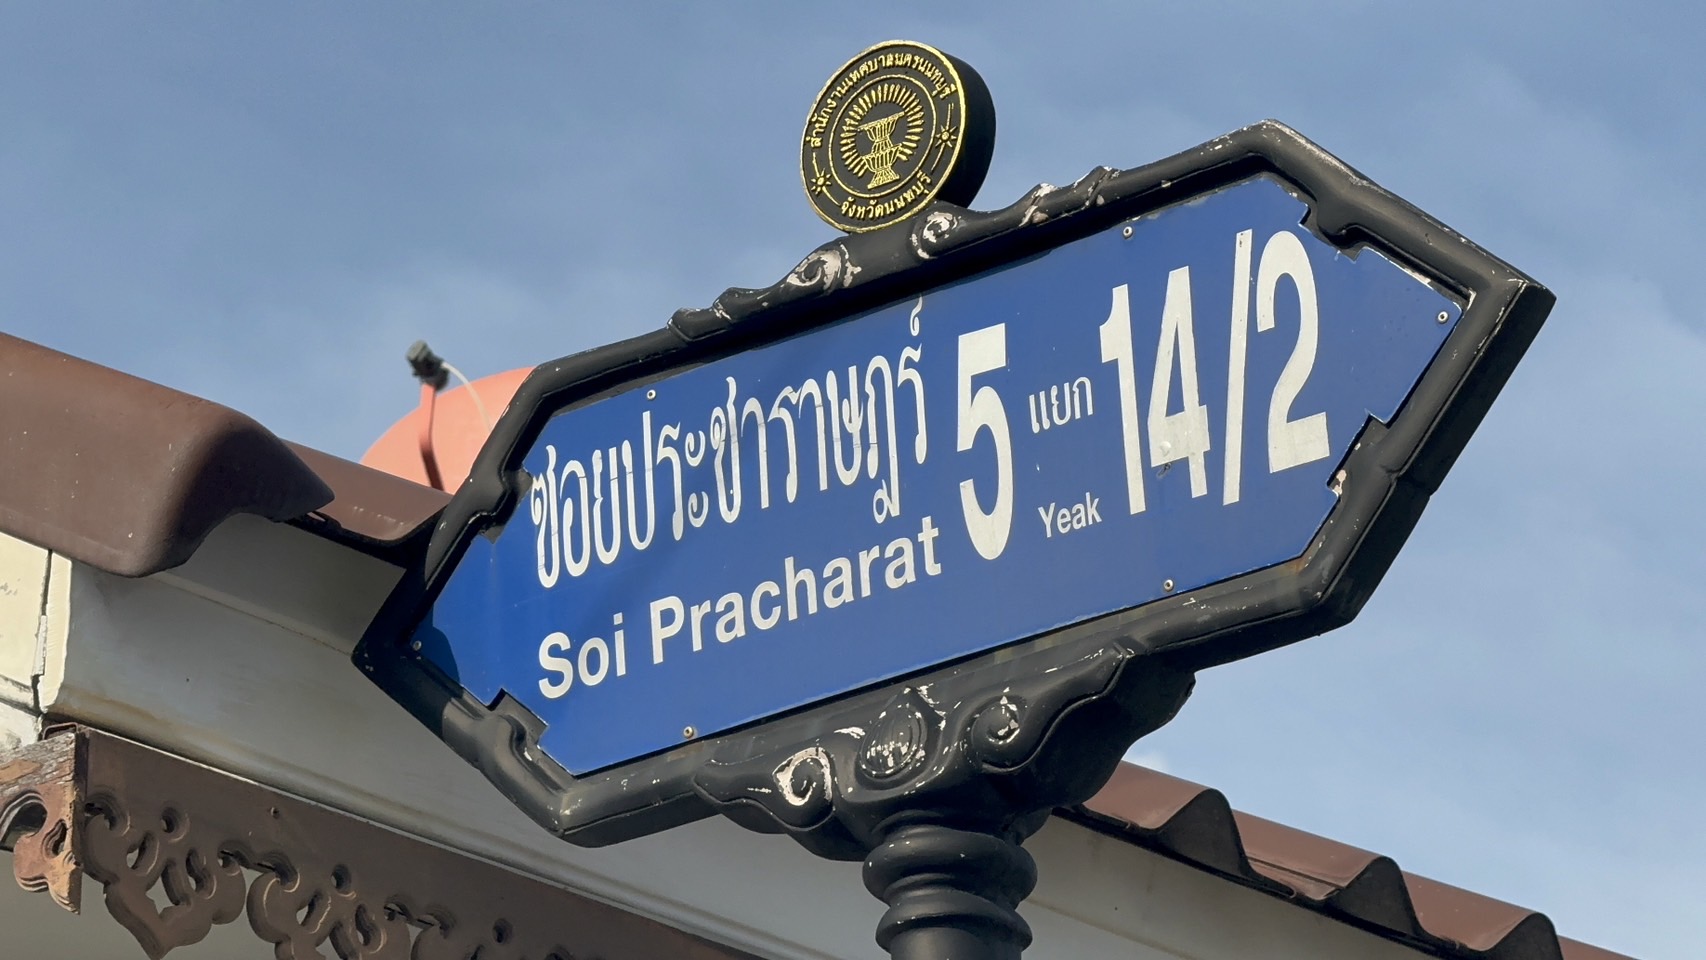 สำนักงานเทศบาลนครนนทบุรี
จังหวัดนนทบุรี
ซอยประชาราษฎร์ 5 แยก 14/2
Soi Pracharat Yeak